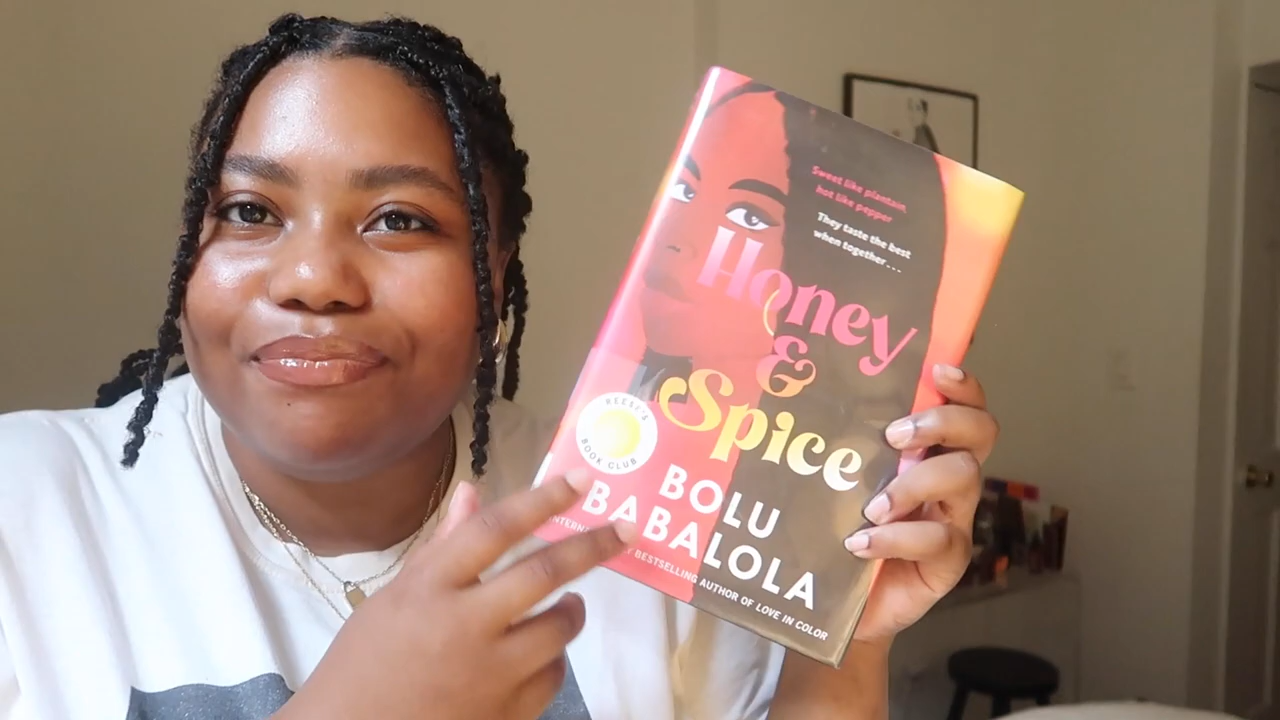 Sweet like plantain,
hot like pepper
They taste the best
when together...
Honey
&
Spice
REESE'S
BOOK CLUB
BOLU
BABALOLA
BESTSELLING AUTHOR OF LOVE IN COLOR